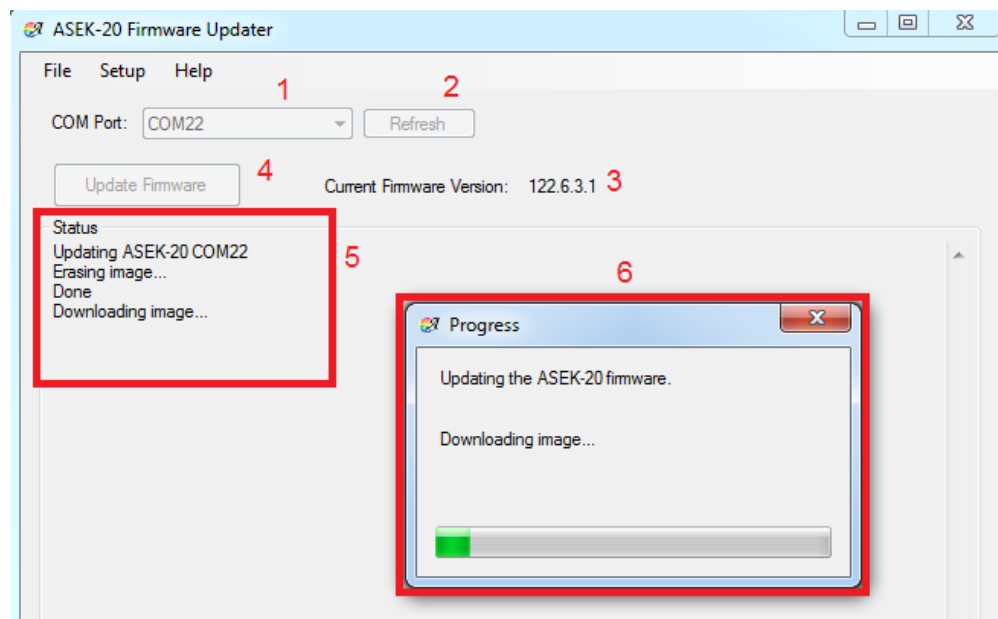 ASEK-20 Firmware Updater
File Setup Help
1
2
COM Port: COM22 Refresh
Update Firmware 4 Current Firmware Version: 122.6.3.1 3
Status
Updating ASEK-20 COM22
Erasing image...
Done
Downloading image...
5
6
Progress
Updating the ASEK-20 firmware.
Downloading image...